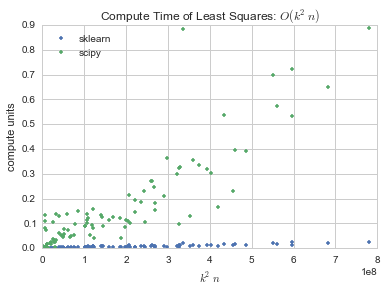 Compute Time of Least Squares: O(k² n)
sklearn
scipy
compute units
0.9
0.8
0.7
0.6
0.5
0.4
0.3
0.2
0.1
0.0
0 1 2 3 4 5 6 7 8
1e8
k² n